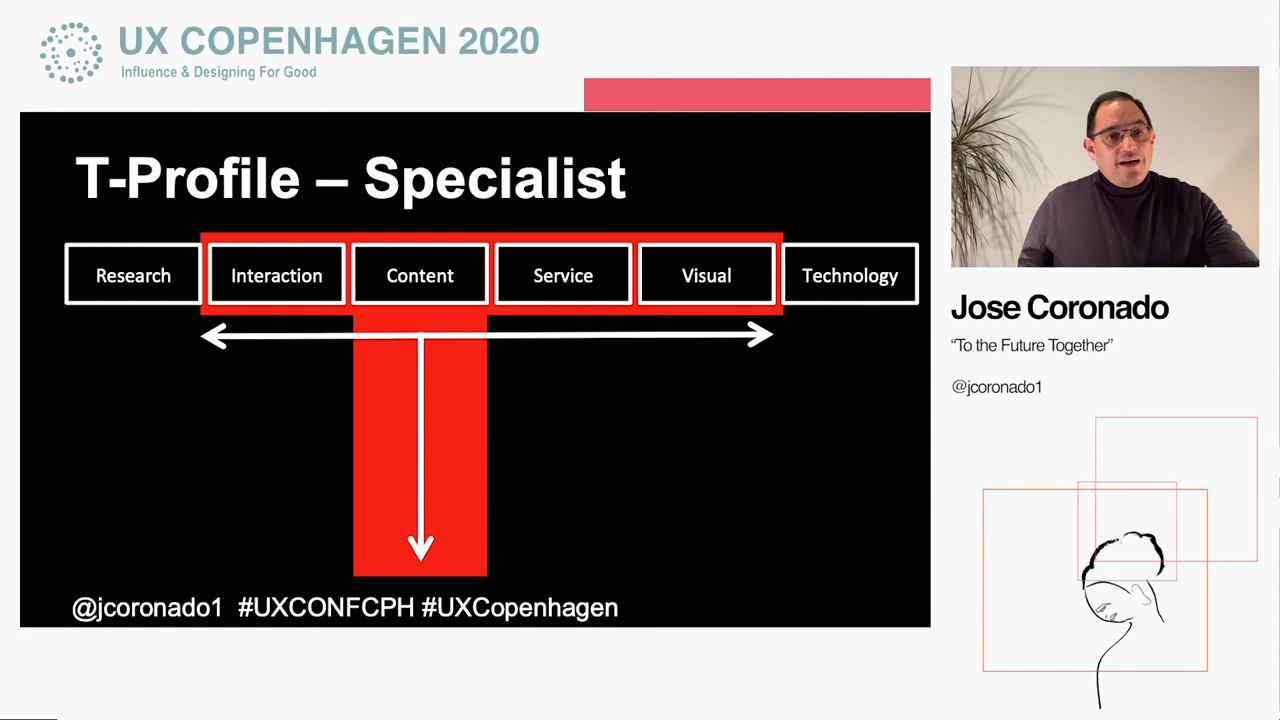 UX COPENHAGEN 2020
Influence & Designing For Good
T-Profile – Specialist
Research Interaction Content Service Visual Technology
@jcoronado1 #UXCONFCPH #UXCopenhagen
Jose Coronado
“To the Future Together”
@jcoronado1